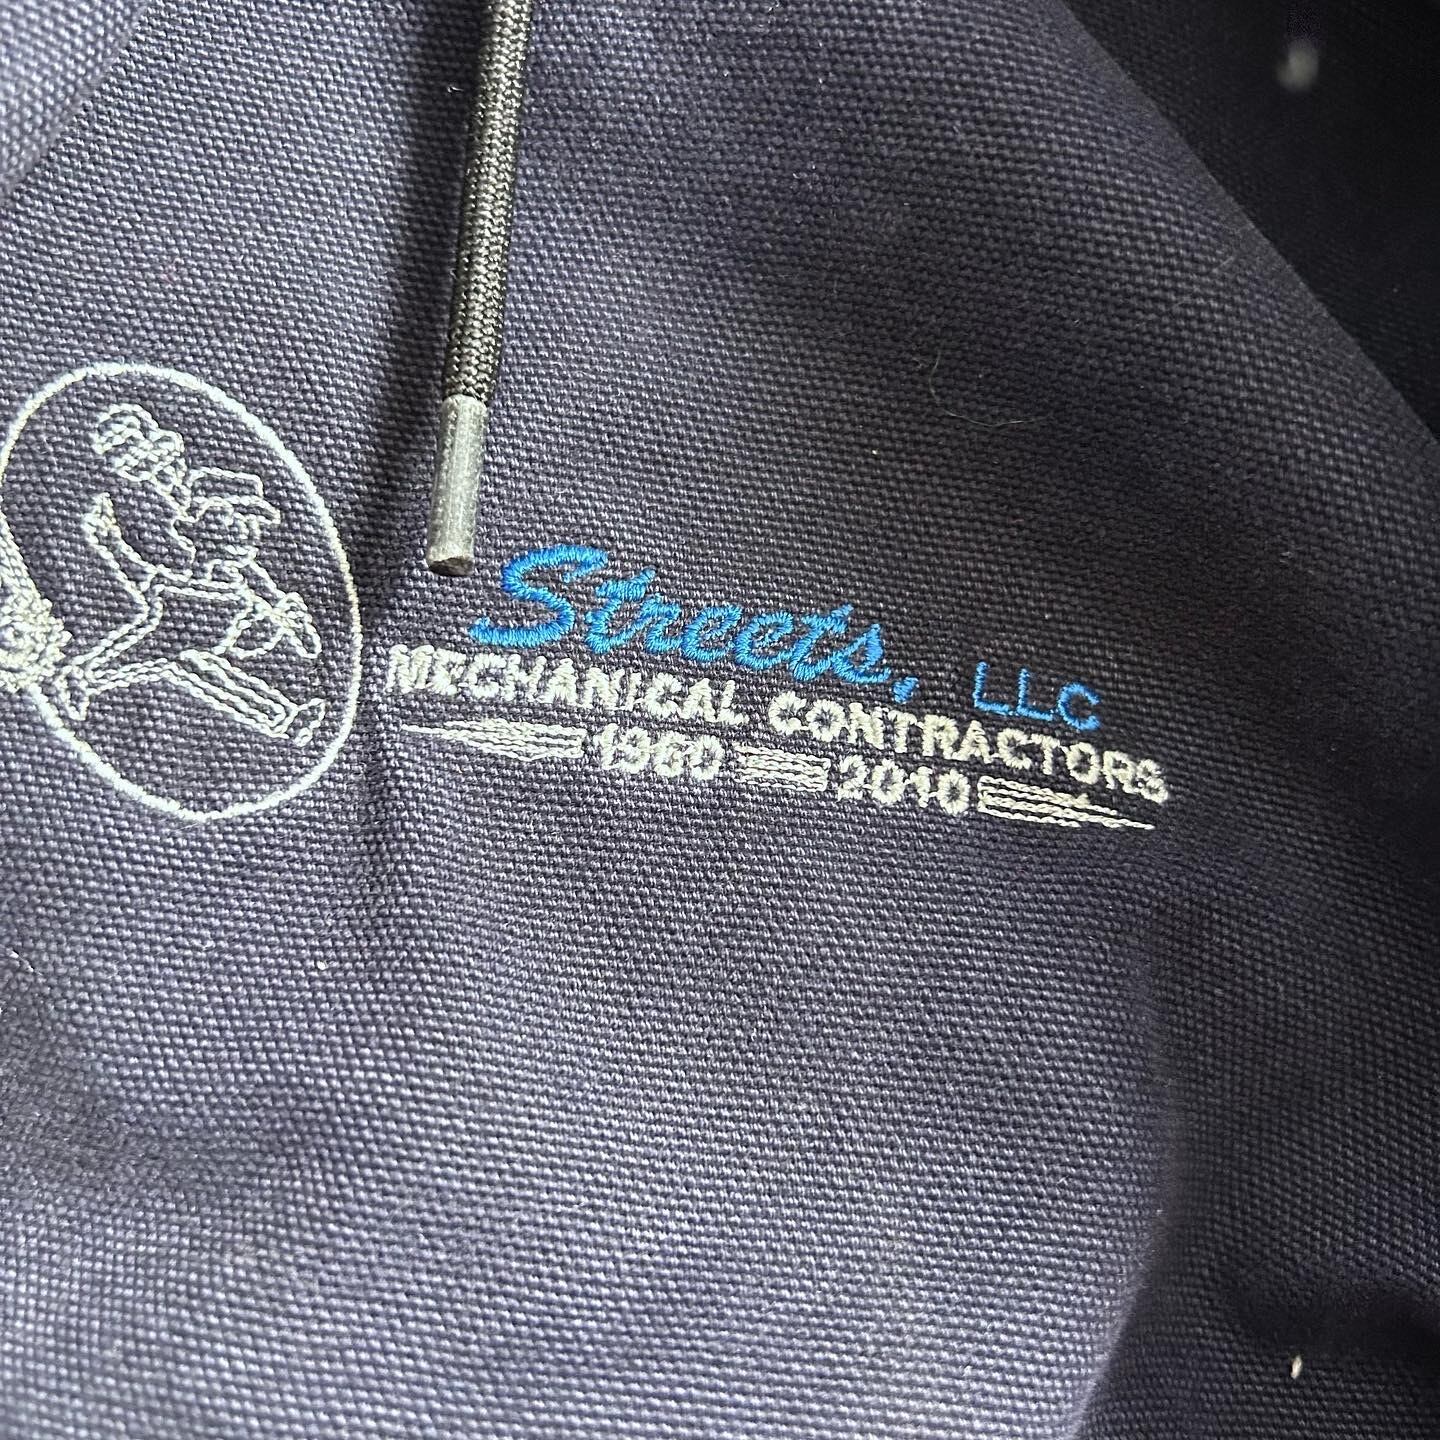 Streets, LLC
MECHANICAL CONTRACTORS
1960 2010